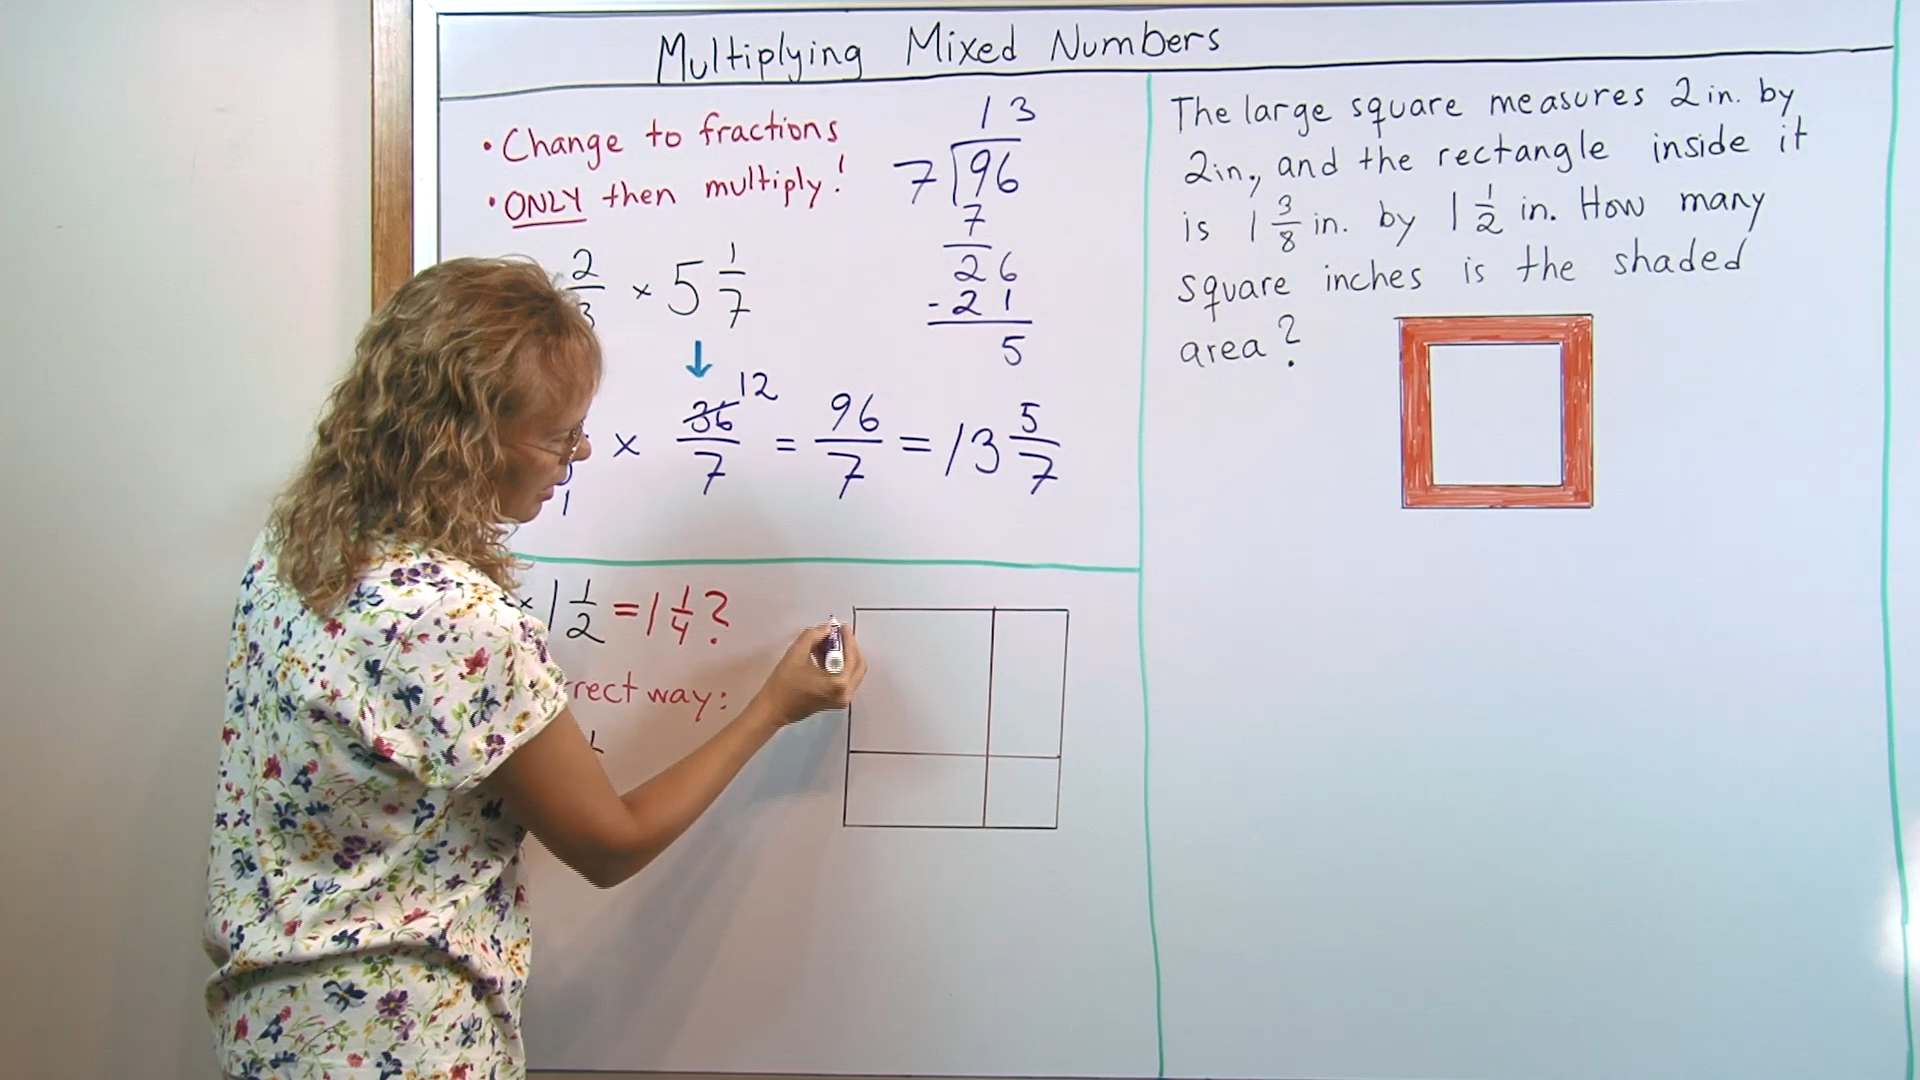 Multiplying Mixed Numbers
• Change to fractions
• ONLY then multiply!
2/3 × 5 1/7
↓
× 36/7 12 = 96/7 = 13 5/7
1
13
7)96
7
26
-21
5
× 1 1/2 = 1 1/4 ?
rect way:
The large square measures 2 in. by
2 in., and the rectangle inside it
is 1 3/8 in. by 1 1/2 in. How many
square inches is the shaded
area?